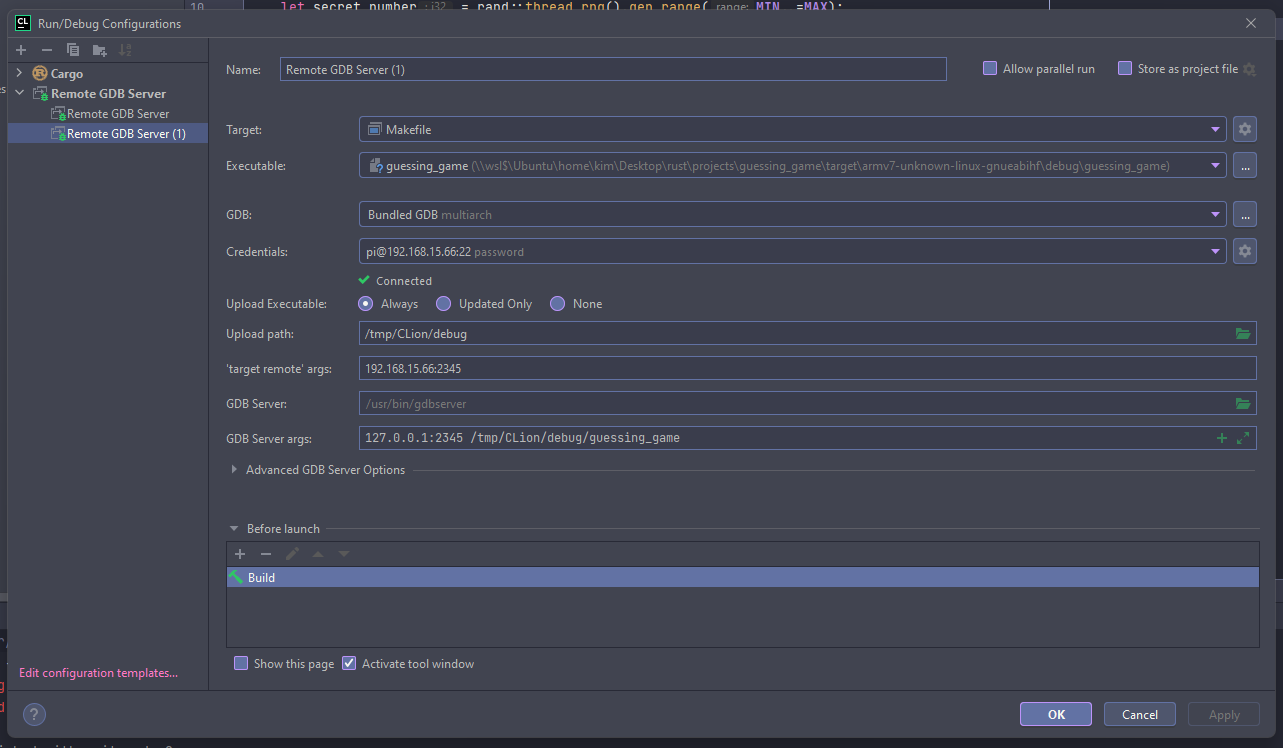 10 let secret_number : i32 = rand::thread_rng().gen_range( range: MIN..=MAX);
CL Run/Debug Configurations
Cargo
Remote GDB Server
Remote GDB Server
Remote GDB Server (1)
Edit configuration templates...
Name: Remote GDB Server (1) Allow parallel run Store as project file
Target: Makefile
Executable: guessing_game (\\wsl$\Ubuntu\home\kim\Desktop\rust\projects\guessing_game\target\armv7-unknown-linux-gnueabihf\debug\guessing_game) ...
GDB: Bundled GDB multiarch ...
Credentials: pi@192.168.15.66:22 password
Connected
Upload Executable: Always Updated Only None
Upload path: /tmp/CLion/debug
'target remote' args: 192.168.15.66:2345
GDB Server: /usr/bin/gdbserver
GDB Server args: 127.0.0.1:2345 /tmp/CLion/debug/guessing_game
Advanced GDB Server Options
Before launch
Build
Show this page Activate tool window
? OK Cancel Apply